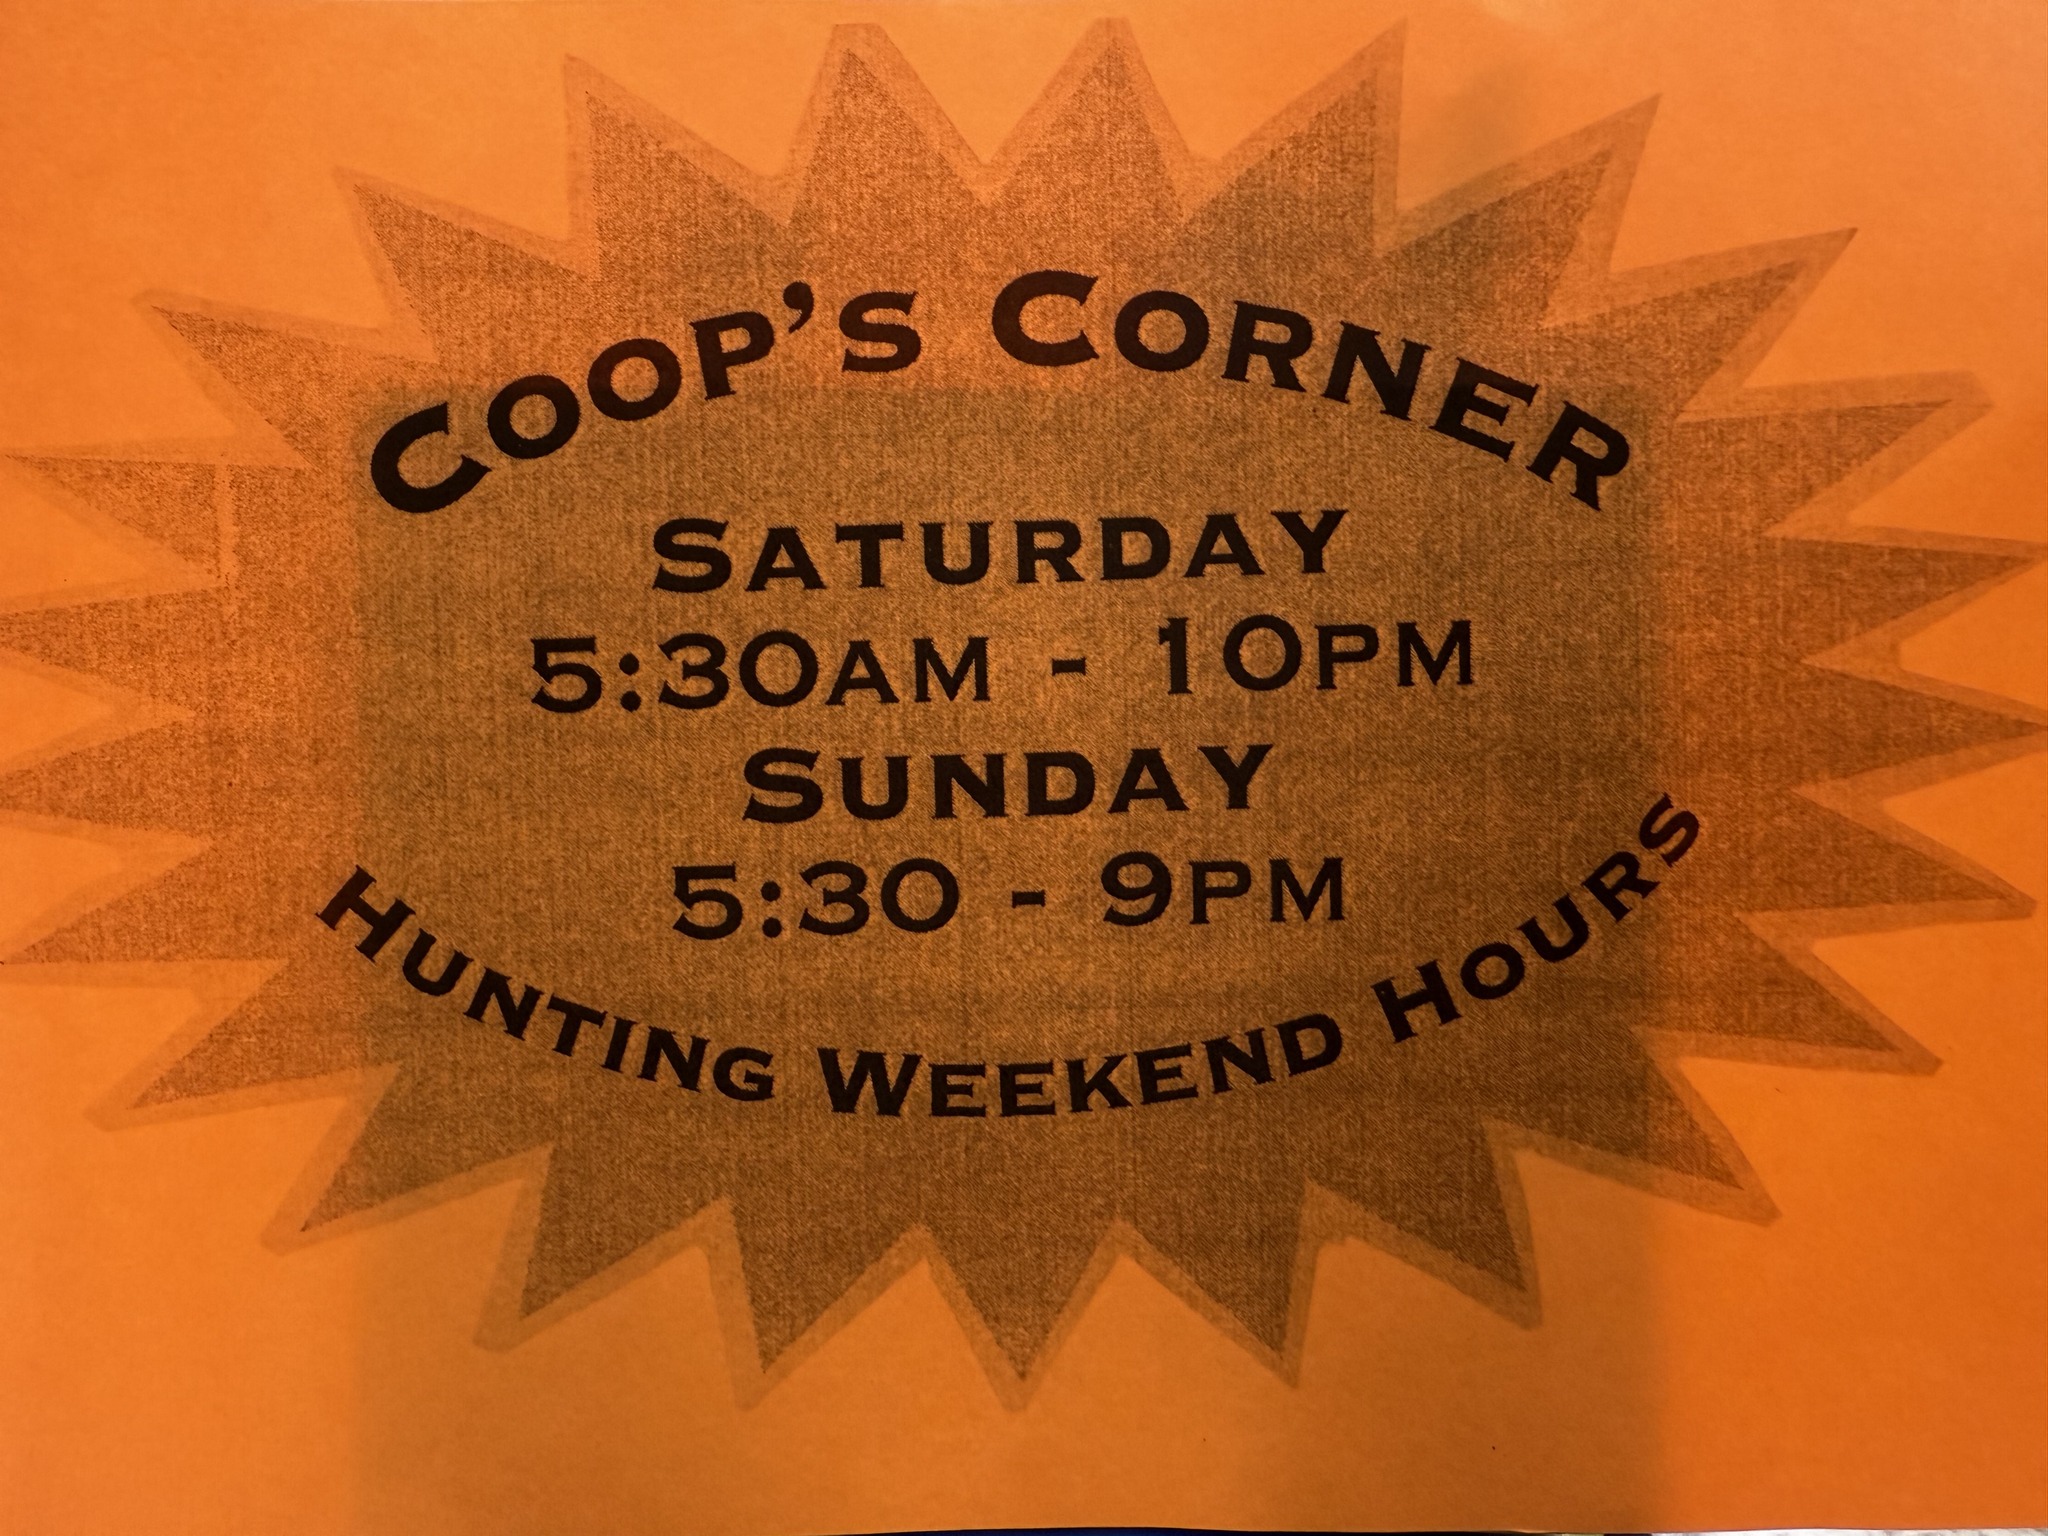 COOP'S CORNER
SATURDAY
5:30AM - 10PM
SUNDAY
5:30 - 9PM
HUNTING WEEKEND HOURS